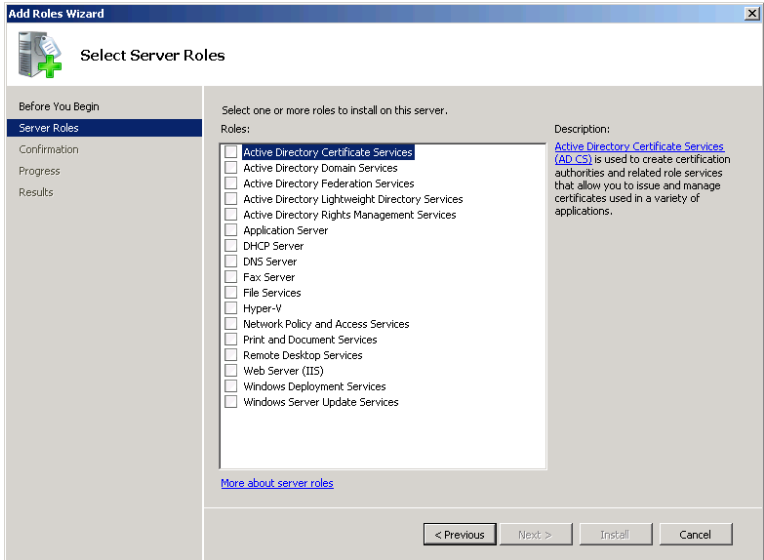 Add Roles Wizard
Select Server Roles
Before You Begin
Server Roles
Confirmation
Progress
Results
Select one or more roles to install on this server.
Roles:
Active Directory Certificate Services
Active Directory Domain Services
Active Directory Federation Services
Active Directory Lightweight Directory Services
Active Directory Rights Management Services
Application Server
DHCP Server
DNS Server
Fax Server
File Services
Hyper-V
Network Policy and Access Services
Print and Document Services
Remote Desktop Services
Web Server (IIS)
Windows Deployment Services
Windows Server Update Services
More about server roles
Description:
Active Directory Certificate Services
(AD CS) is used to create certification
authorities and related role services
that allow you to issue and manage
certificates used in a variety of
applications.
< Previous
Next >
Install
Cancel